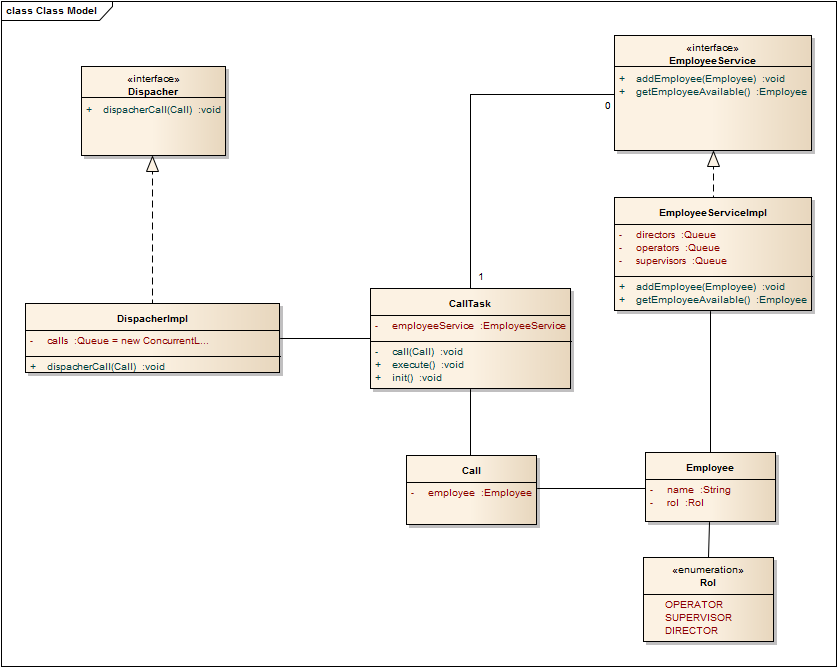 class Class Model
«interface»
Dispacher
+ dispacherCall(Call) :void
«interface»
EmployeeService
+ addEmployee(Employee) :void
+ getEmployeeAvailable() :Employee
0
1
EmployeeServiceImpl
- directors :Queue
- operators :Queue
- supervisors :Queue
+ addEmployee(Employee) :void
+ getEmployeeAvailable() :Employee
DispacherImpl
- calls :Queue = new ConcurrentL...
+ dispacherCall(Call) :void
CallTask
- employeeService :EmployeeService
- call(Call) :void
+ execute() :void
+ init() :void
Call
- employee :Employee
Employee
- name :String
- rol :Rol
«enumeration»
Rol
OPERATOR
SUPERVISOR
DIRECTOR